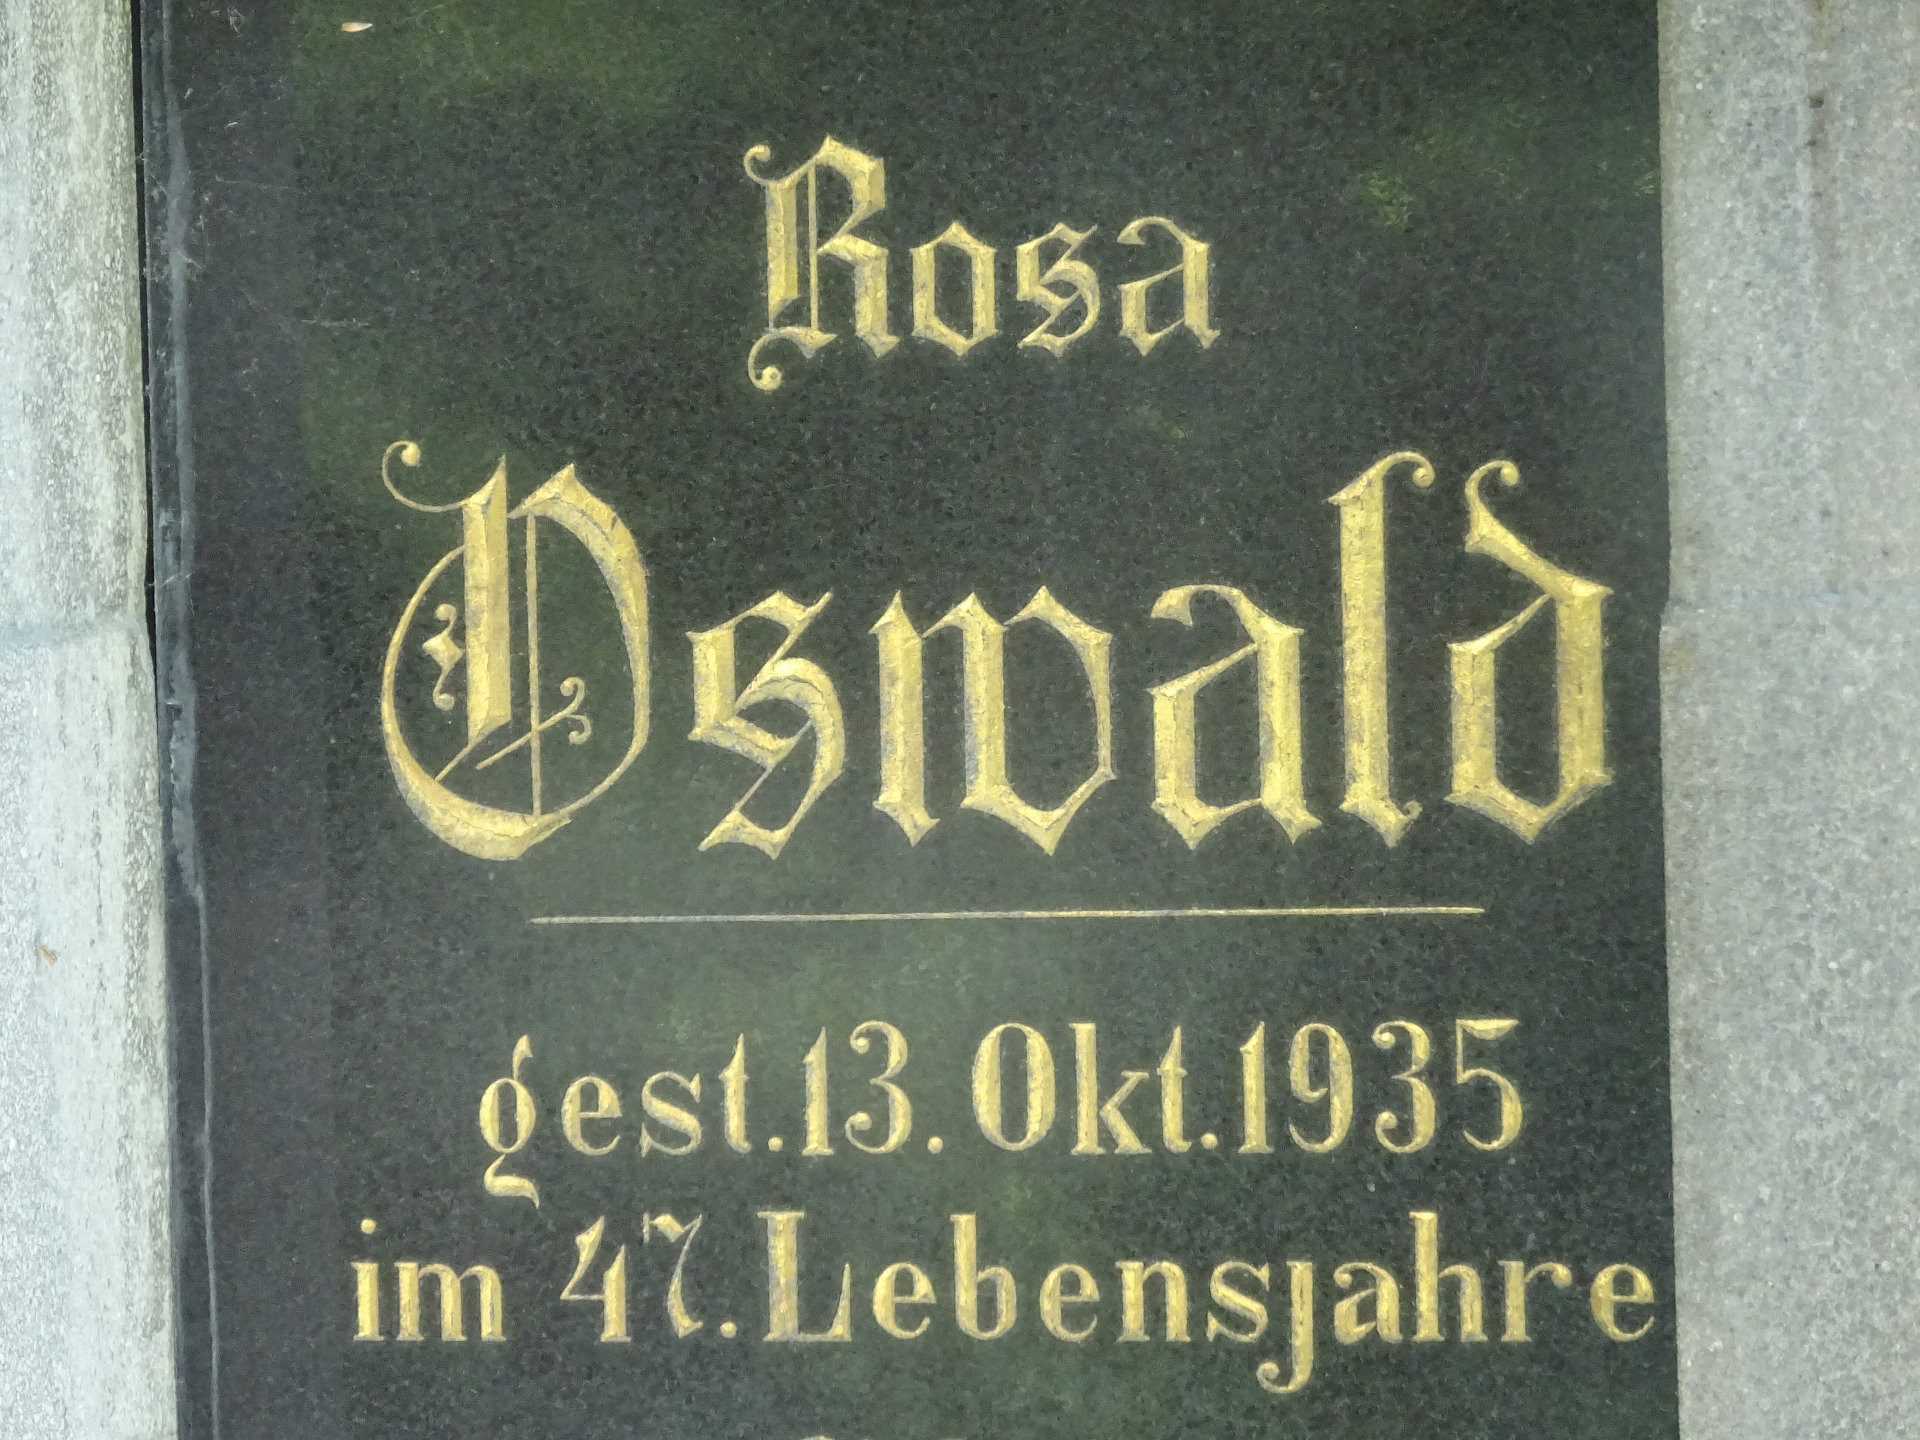 Rosa
Oswald
gest. 13. Okt. 1935
im 47. Lebensjahre